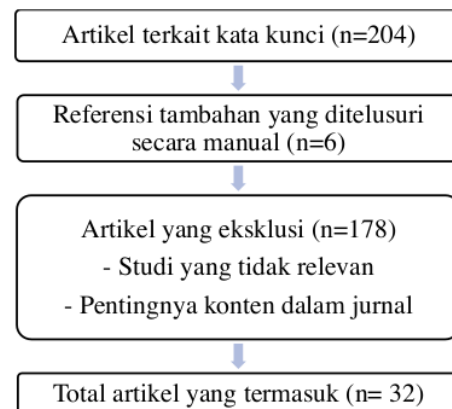 Artikel terkait kata kunci (n=204)
Referensi tambahan yang ditelusuri
secara manual (n=6)
Artikel yang eksklusi (n=178)
- Studi yang tidak relevan
- Pentingnya konten dalam jurnal
Total artikel yang termasuk (n= 32)